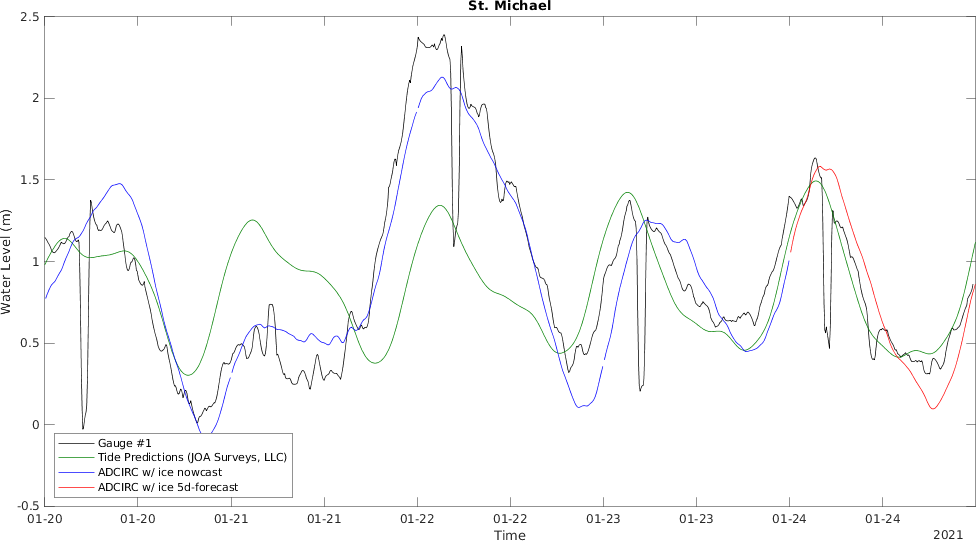 St. Michael
2.5
2
1.5
1
0.5
0
-0.5
Water Level (m)
Gauge #1
Tide Predictions (JOA Surveys, LLC)
ADCIRC w/ ice nowcast
ADCIRC w/ ice 5d-forecast
01-20 01-20 01-21 01-21 01-22 01-22 01-23 01-23 01-24 01-24
Time
2021